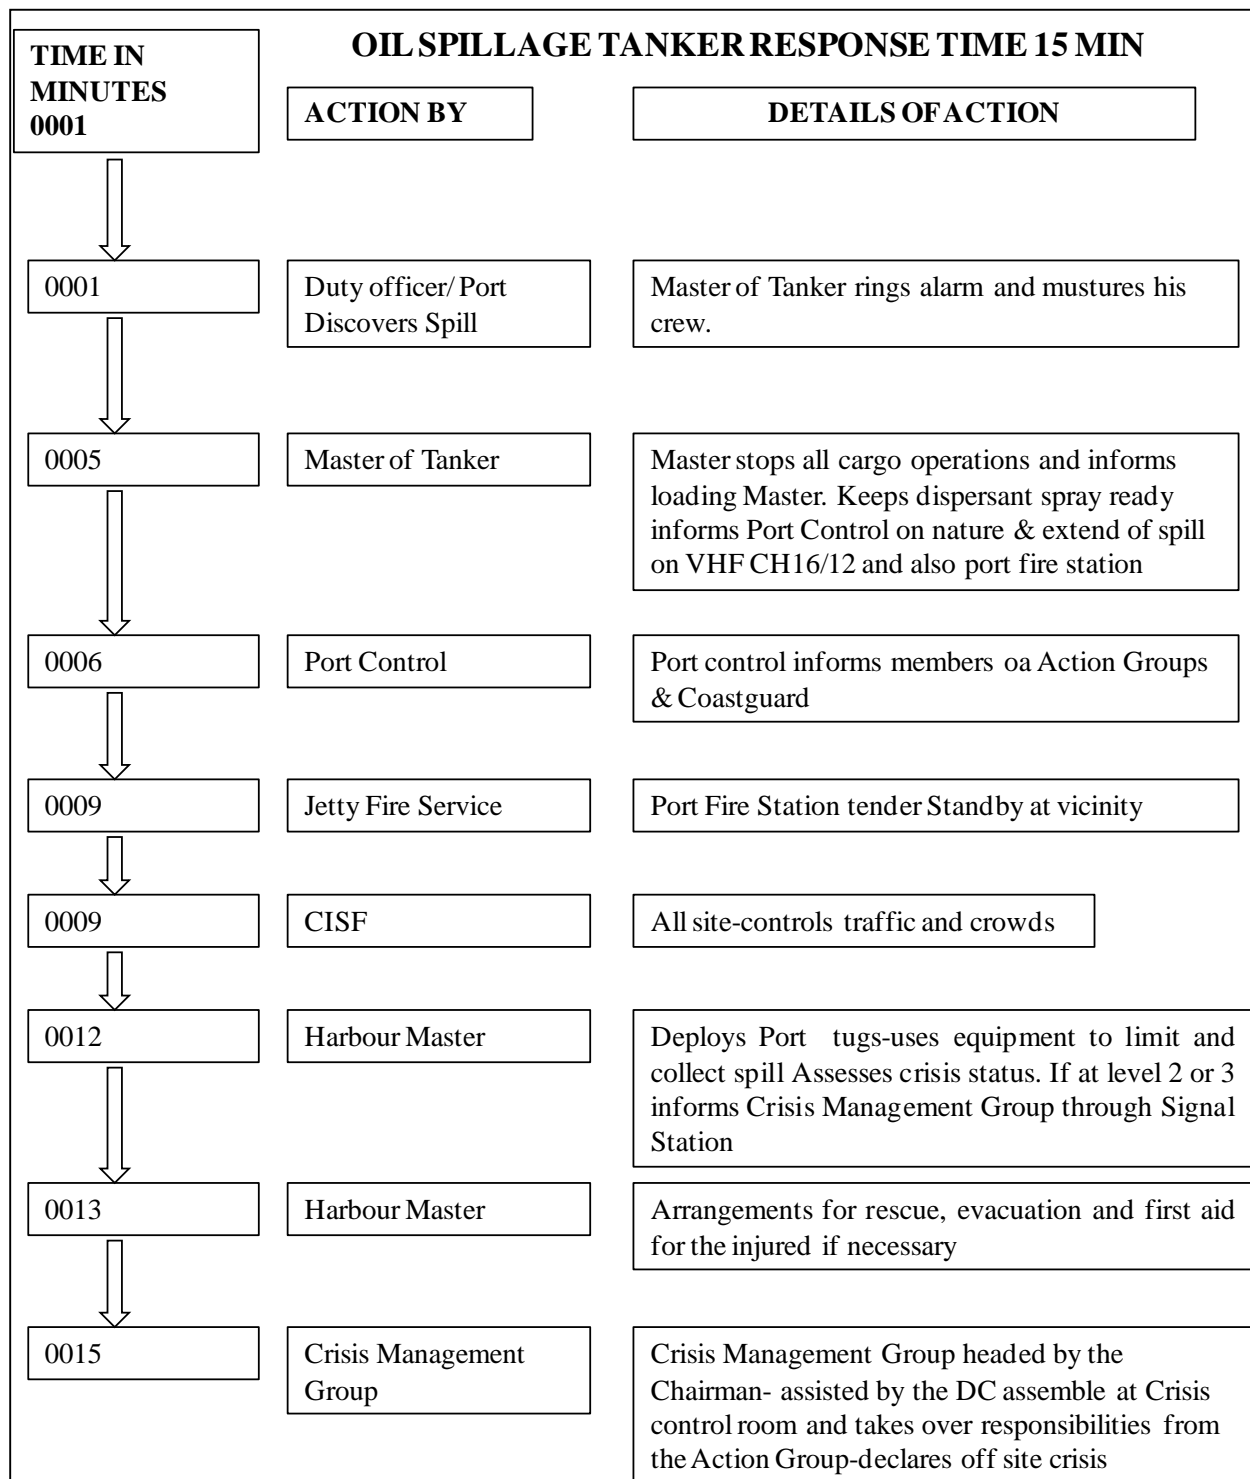 OIL SPILLAGE TANKER RESPONSE TIME 15 MIN
TIME IN
MINUTES
0001
ACTION BY
DETAILS OF ACTION
0001
Duty officer/ Port
Discovers Spill
Master of Tanker rings alarm and mustures his
crew.
0005
Master of Tanker
Master stops all cargo operations and informs
loading Master. Keeps dispersant spray ready
informs Port Control on nature & extend of spill
on VHF CH16/12 and also port fire station
0006
Port Control
Port control informs members oa Action Groups
& Coastguard
0009
Jetty Fire Service
Port Fire Station tender Standby at vicinity
0009
CISF
All site-controls traffic and crowds
0012
Harbour Master
Deploys Port tugs-uses equipment to limit and
collect spill Assesses crisis status. If at level 2 or 3
informs Crisis Management Group through Signal
Station
0013
Harbour Master
Arrangements for rescue, evacuation and first aid
for the injured if necessary
0015
Crisis Management
Group
Crisis Management Group headed by the
Chairman- assisted by the DC assemble at Crisis
control room and takes over responsibilities from
the Action Group-declares off site crisis